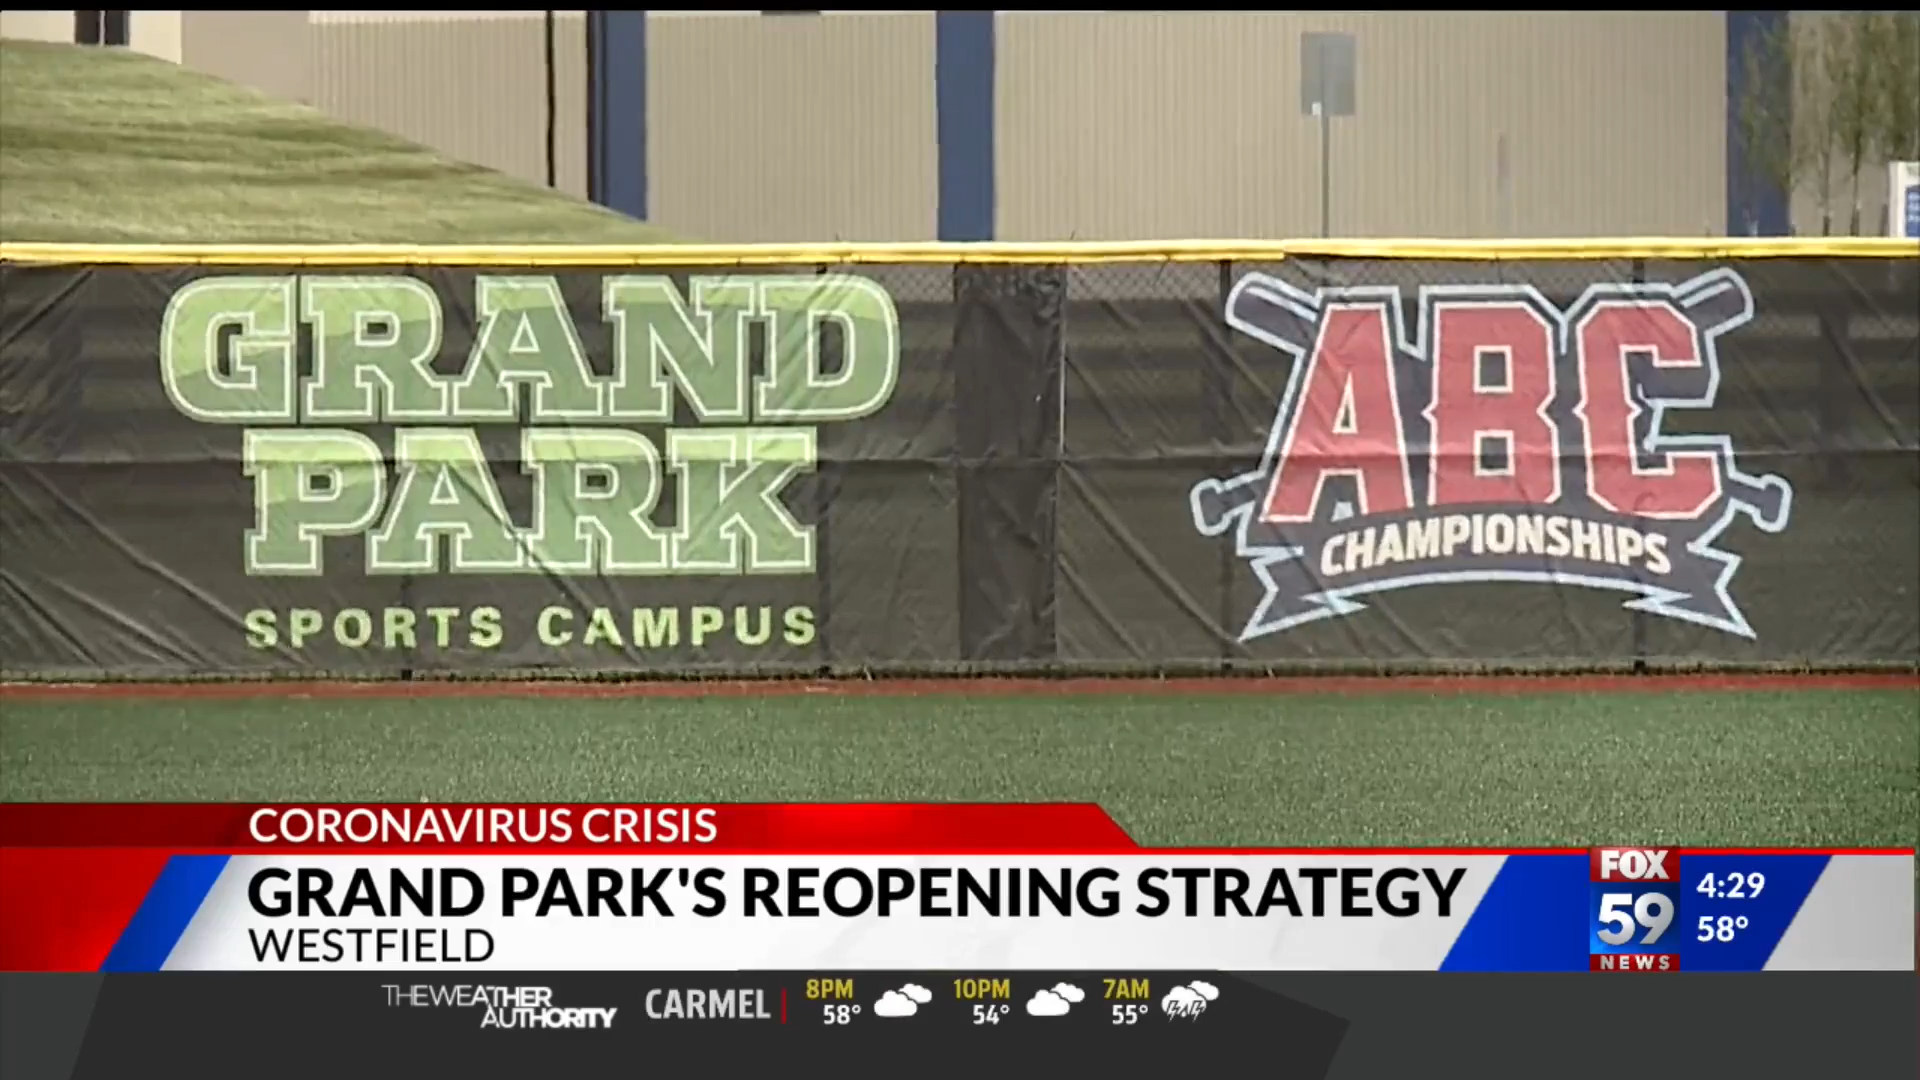 GRAND
PARK
SPORTS CAMPUS
ABC
CHAMPIONSHIPS
CORONAVIRUS CRISIS
GRAND PARK'S REOPENING STRATEGY
WESTFIELD
FOX
59
NEWS
4:29
58°
THE WEATHER
AUTHORITY
CARMEL
8PM
58°
10PM
54°
7AM
55°